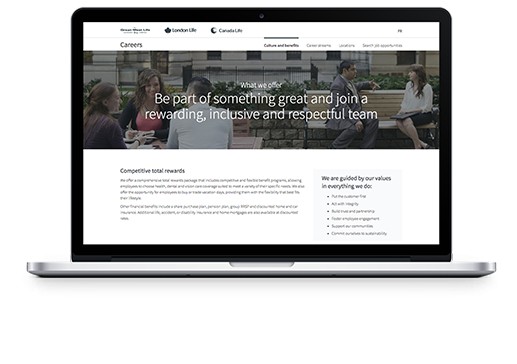 Great-West Life
London Life
Canada Life
FR
Careers
Culture and benefits
Career streams
Locations
Search job opportunities
What we offer
Be part of something great and join a
rewarding, inclusive and respectful team
Competitive total rewards
We offer a comprehensive total rewards package that includes competitive and flexible benefit programs, allowing
employees to choose health, dental and vision care coverage suited to meet a variety of their specific needs. We also
offer the opportunity for employees to buy or trade vacation days, providing them with the flexibility that best fits
their lifestyle.
Other financial benefits include a share purchase plan, pension plan, group RRSP and discounted home and car
insurance. Additional life, accident, or disability insurance and home mortgages are also available at discounted
rates.
We are guided by our values
in everything we do:
Put the customer first
Act with integrity
Build trust and partnership
Foster employee engagement
Support our communities
Commit ourselves to sustainability